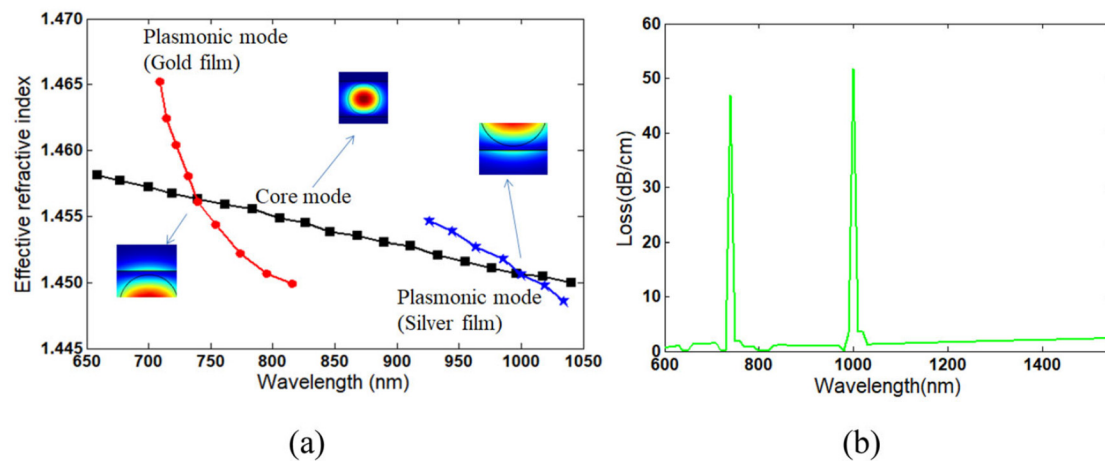 1.470
1.465
1.460
1.455
1.450
1.445
Effective refractive index
Plasmonic mode
(Gold film)
Core mode
Plasmonic mode
(Silver film)
650 700 750 800 850 900 950 1000 1050
Wavelength (nm)
(a)
60
50
40
30
20
10
0
Loss(dB/cm)
600 800 1000 1200 1400
Wavelength(nm)
(b)